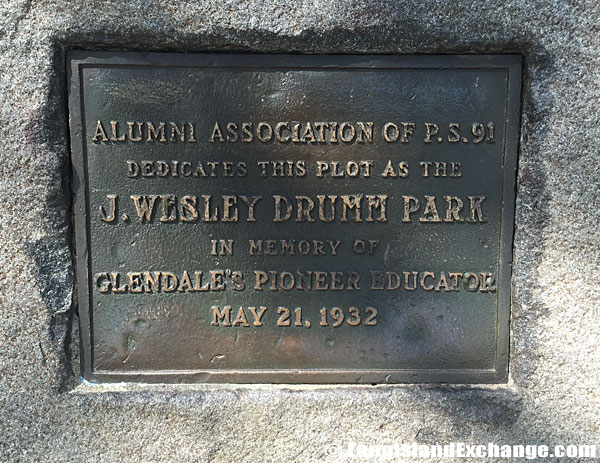 ALUMNI ASSOCIATION OF P.S. 91
DEDICATES THIS PLOT AS THE
J. WESLEY DRUMM PARK
IN MEMORY OF
GLENDALE'S PIONEER EDUCATOR
MAY 21, 1932
© LongIslandExchange.com